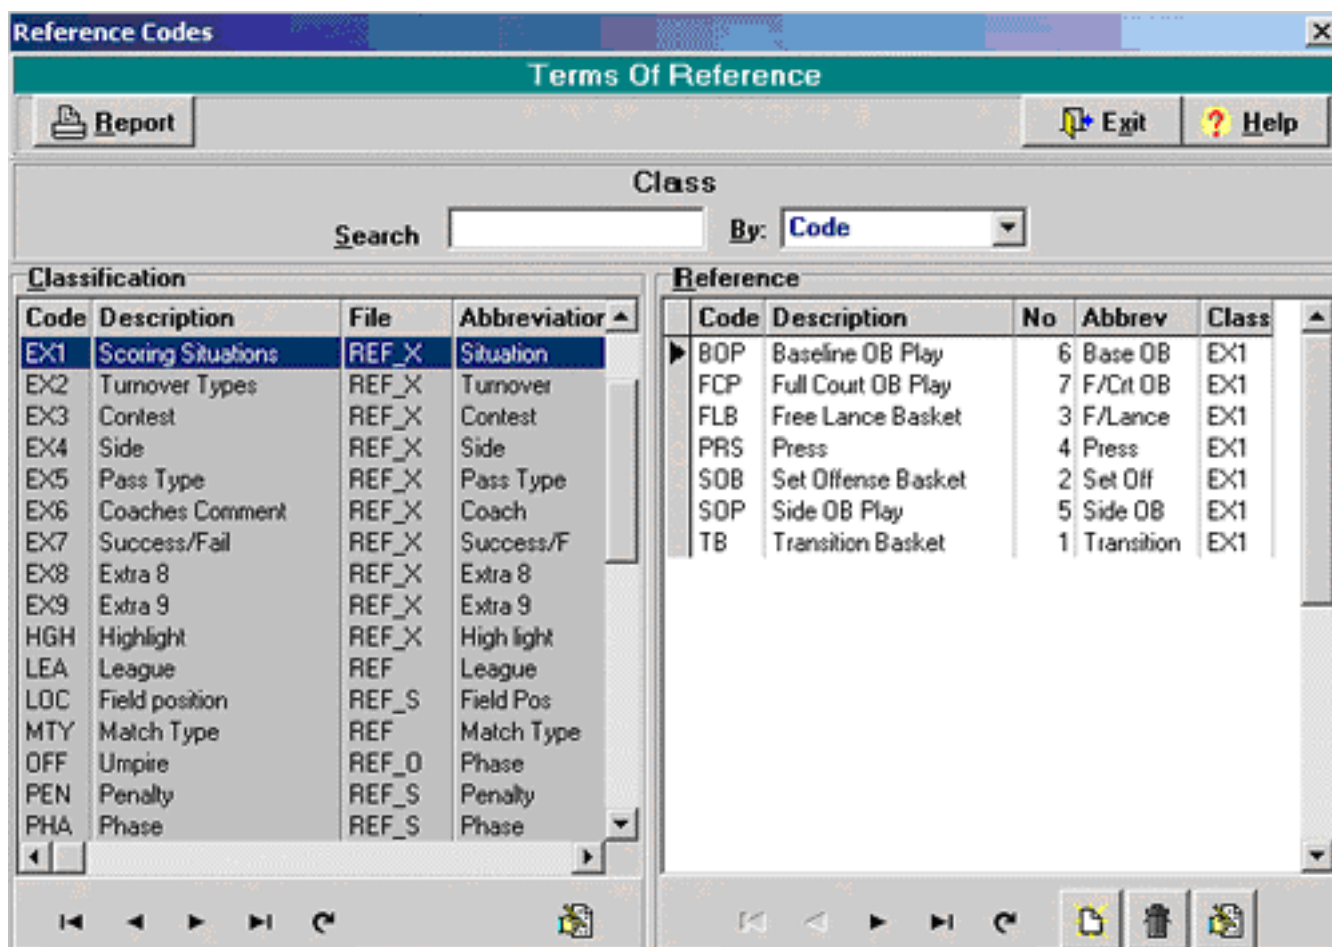 Reference Codes
Terms Of Reference
Report Exit Help
Class
Search By: Code
Classification
Code Description File Abbreviation
EX1 Scoring Situations REF_X Situation
EX2 Turnover Types REF_X Turnover
EX3 Contest REF_X Contest
EX4 Side REF_X Side
EX5 Pass Type REF_X Pass Type
EX6 Coaches Comment REF_X Coach
EX7 Success/Fail REF_X Success/F
EX8 Extra 8 REF_X Extra 8
EX9 Extra 9 REF_X Extra 9
HGH Highlight REF_X High light
LEA League REF League
LOC Field position REF_S Field Pos
MTY Match Type REF Match Type
OFF Umpire REF_O Phase
PEN Penalty REF_S Penalty
PHA Phase REF_S Phase
Reference
Code Description No Abbrev Class
BOP Baseline OB Play 6 Base OB EX1
FCP Full Court OB Play 7 F/Crt OB EX1
FLB Free Lance Basket 3 F/Lance EX1
PRS Press 4 Press EX1
SOB Set Offense Basket 2 Set Off EX1
SOP Side OB Play 5 Side OB EX1
TB Transition Basket 1 Transition EX1